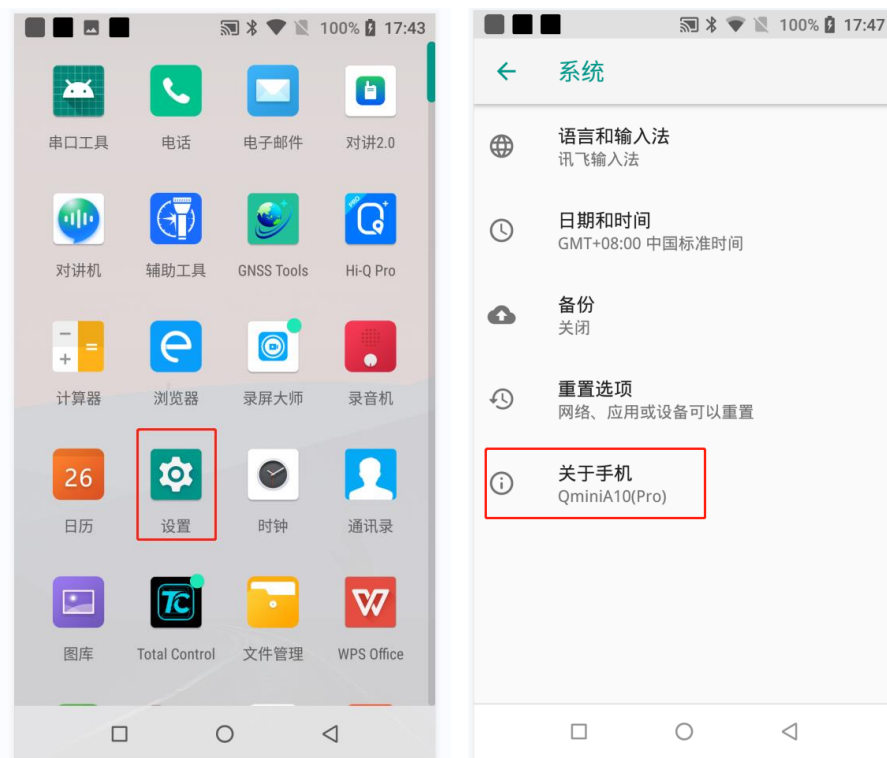 100% 17:43
串口工具 电话 电子邮件 对讲2.0
PRO
对讲机 辅助工具 GNSS Tools Hi-Q Pro
计算器 浏览器 录屏大师 录音机
26
日历 设置 时钟 通讯录
TC
图库 Total Control 文件管理 WPS Office
100% 17:47
系统
语言和输入法
讯飞输入法
日期和时间
GMT+08:00 中国标准时间
备份
关闭
重置选项
网络、应用或设备可以重置
关于手机
QminiA10(Pro)